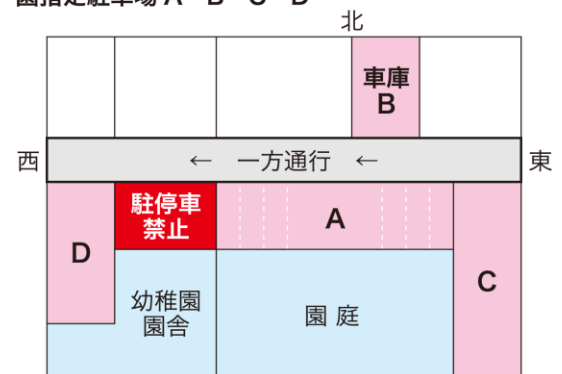 園指定駐車場 A・B・C・D
北
車庫
B
西
← 一方通行 ←
東
駐停車
禁止
A
D
C
幼稚園
園舎
園庭